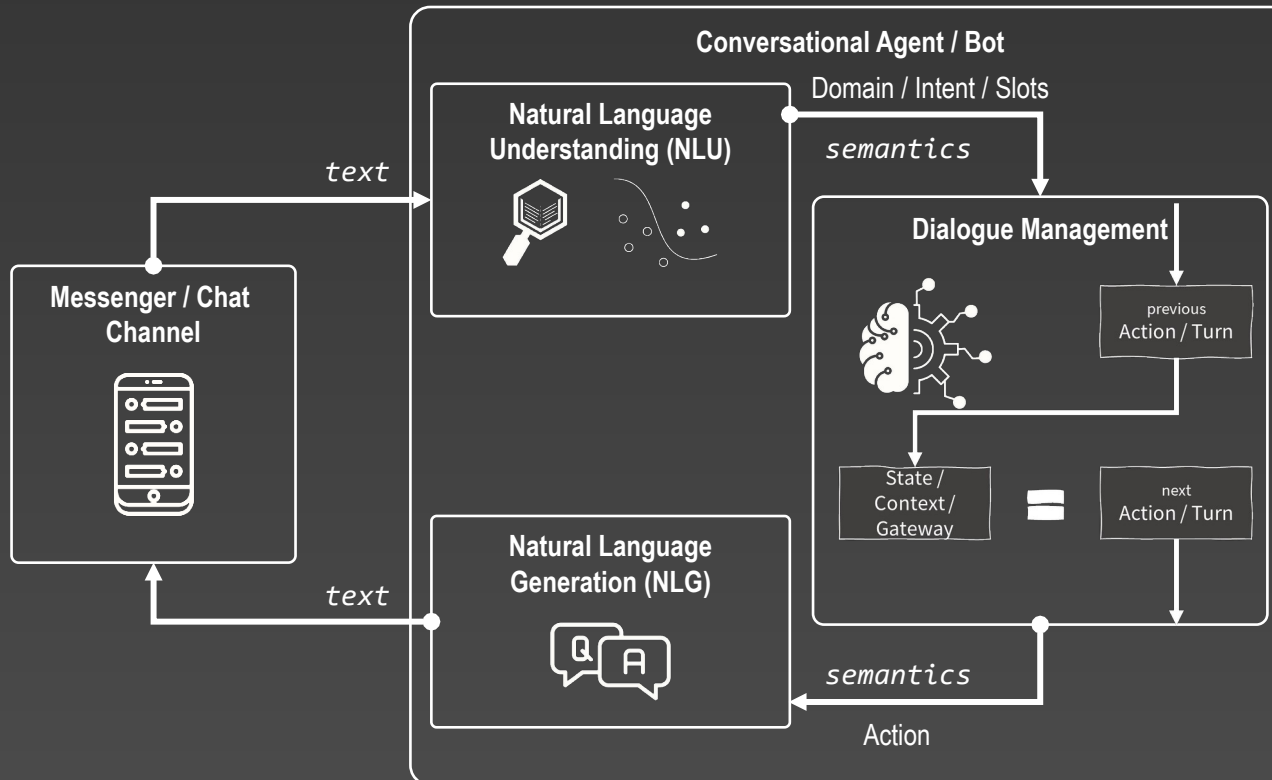 Conversational Agent / Bot
Natural Language
Understanding (NLU)
Domain / Intent / Slots
semantics
text
Dialogue Management
previous
Action / Turn
Messenger / Chat
Channel
State /
Context /
Gateway
next
Action / Turn
Natural Language
Generation (NLG)
text
Q
A
semantics
Action